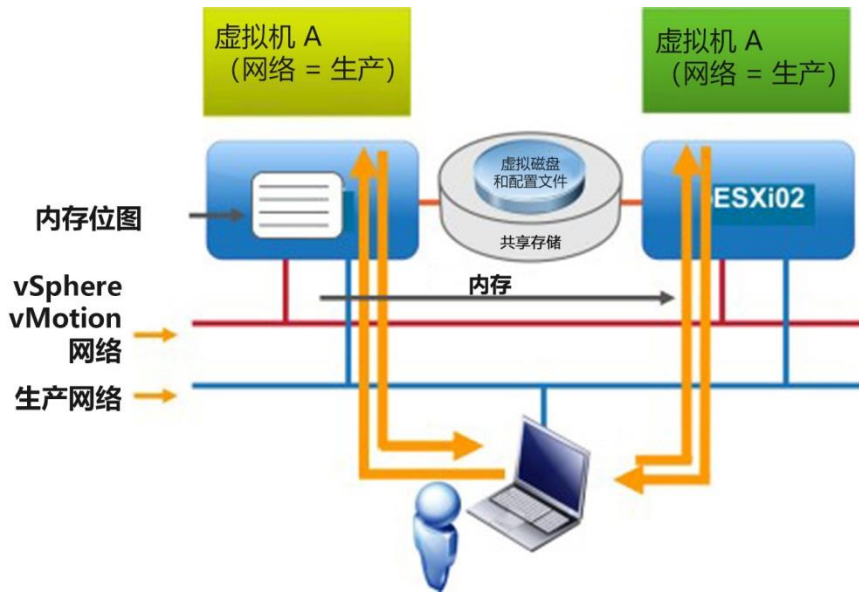 虚拟机 A
（网络 = 生产）
虚拟机 A
（网络 = 生产）
虚拟磁盘
和配置文件
共享存储
ESXi02
内存位图
内存
vSphere
vMotion
网络
生产网络